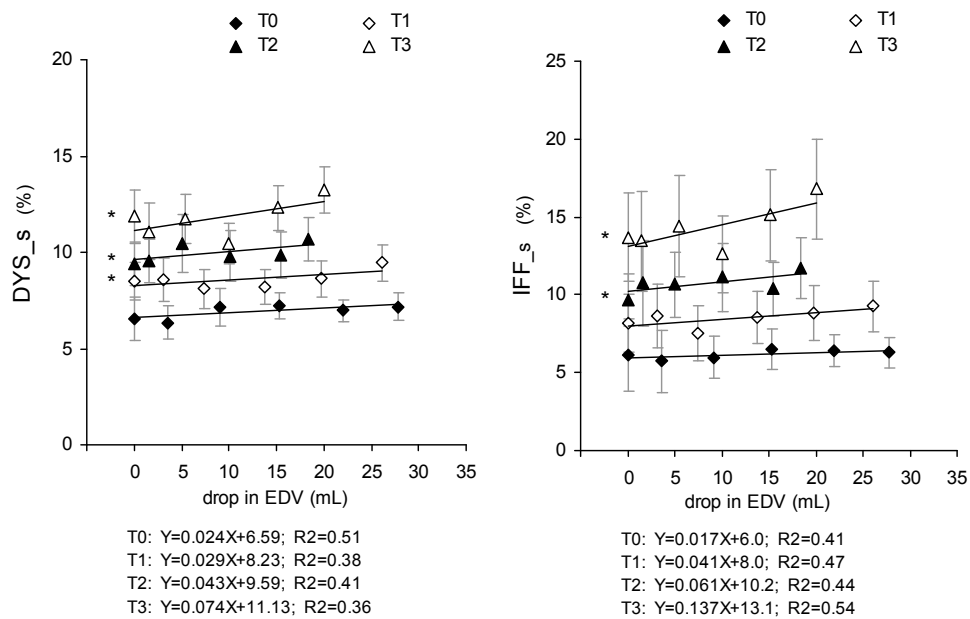 T0 T1
T2 T3
20
15
10
5
0
DYS_s (%)
*
*
*
0 5 10 15 20 25 30 35
drop in EDV (mL)
T0: Y=0.024X+6.59; R2=0.51
T1: Y=0.029X+8.23; R2=0.38
T2: Y=0.043X+9.59; R2=0.41
T3: Y=0.074X+11.13; R2=0.36
T0 T1
T2 T3
25
20
15
10
5
0
IFF_s (%)
*
*
0 5 10 15 20 25 30 35
drop in EDV (mL)
T0: Y=0.017X+6.0; R2=0.41
T1: Y=0.041X+8.0; R2=0.47
T2: Y=0.061X+10.2; R2=0.44
T3: Y=0.137X+13.1; R2=0.54